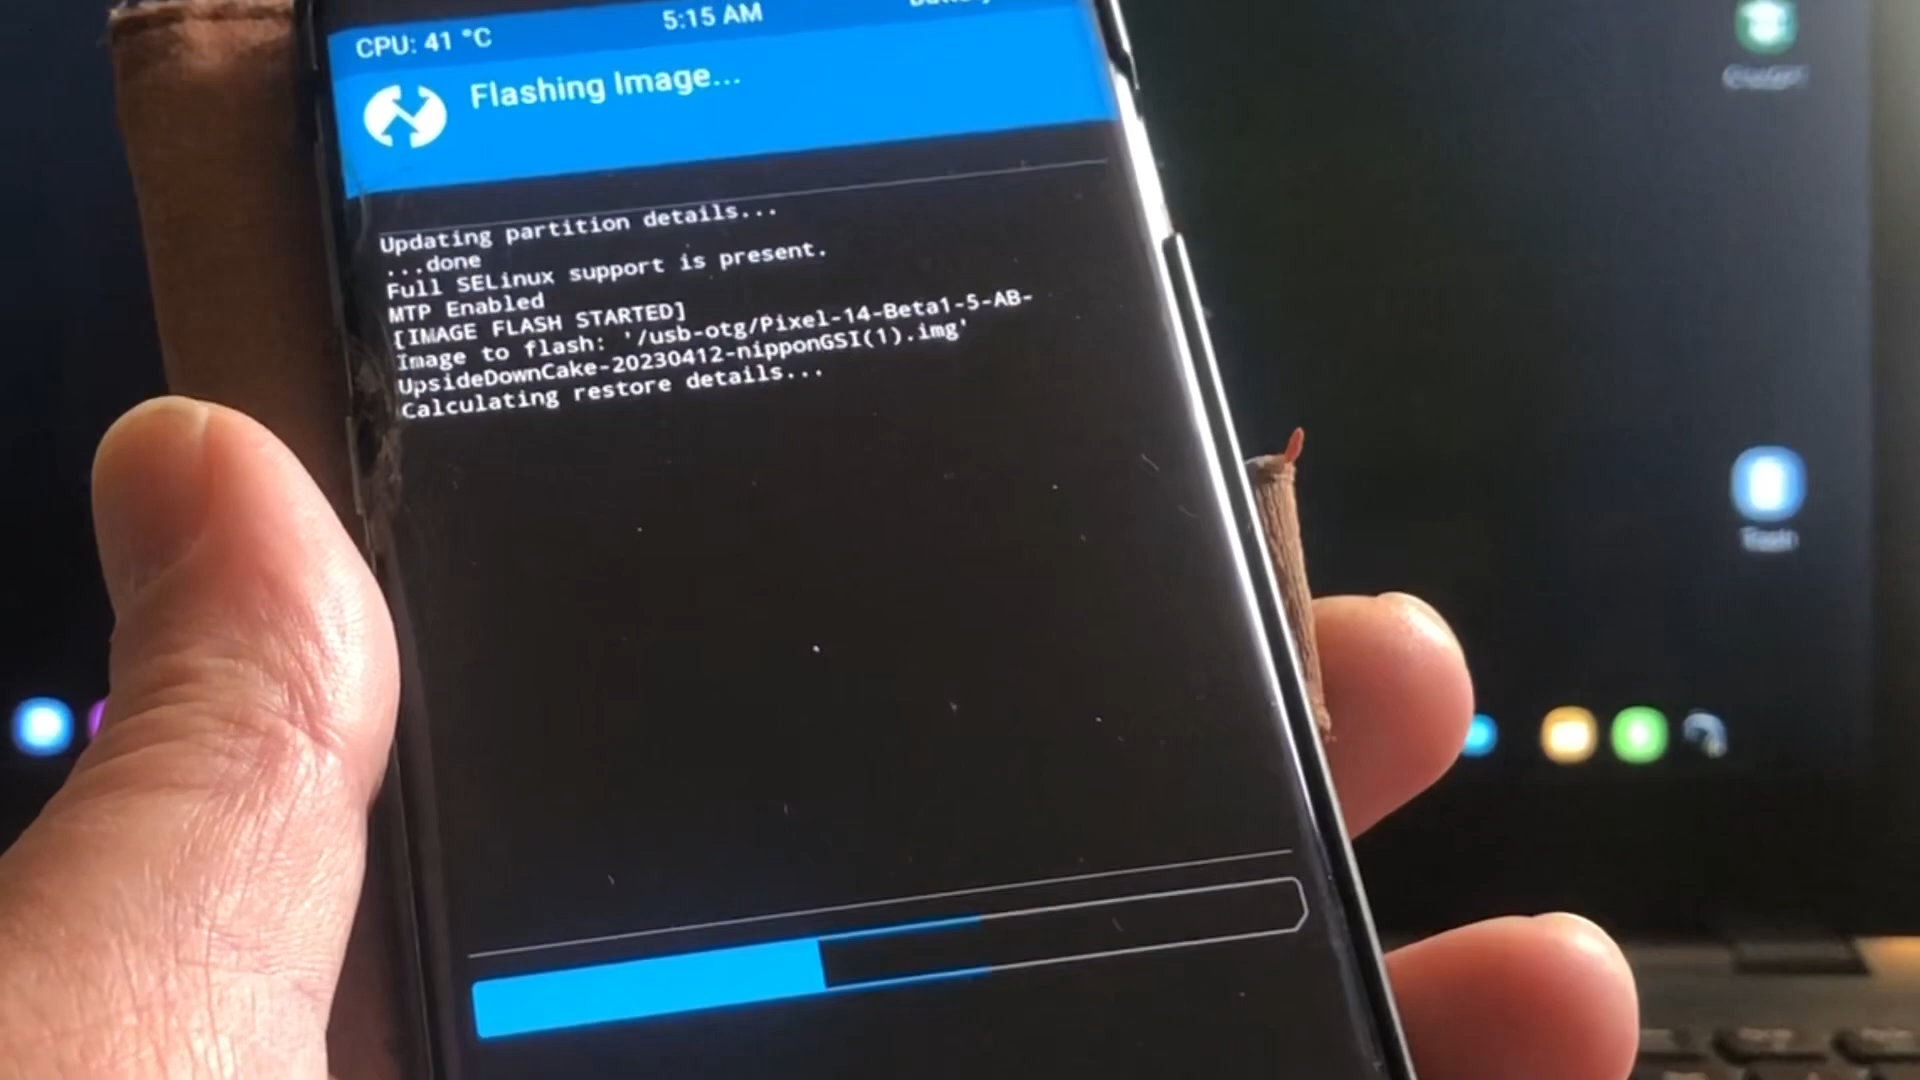 CPU: 41 °C
5:15 AM
Flashing Image...
Updating partition details...
...done
Full SELinux support is present.
MTP Enabled
[IMAGE FLASH STARTED]
Image to flash: '/usb-otg/Pixel-14-Beta1-5-AB-
UpsideDownCake-20230412-nipponGSI(1).img'
Calculating restore details...
Trash